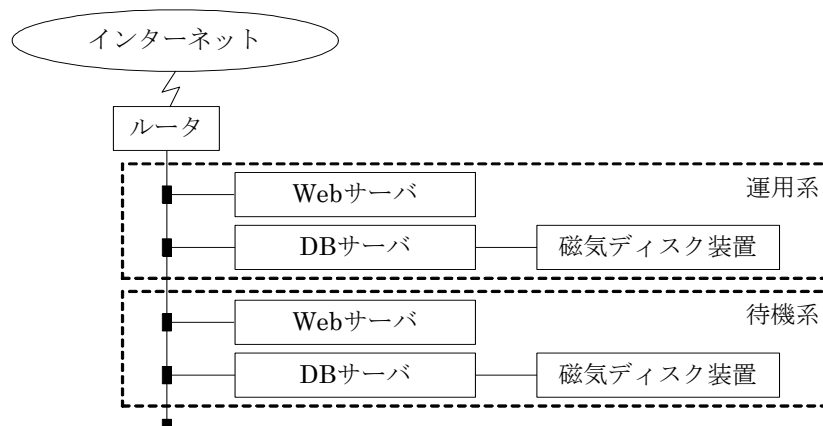 インターネット
ルータ
Webサーバ
運用系
DBサーバ
磁気ディスク装置
Webサーバ
待機系
DBサーバ
磁気ディスク装置